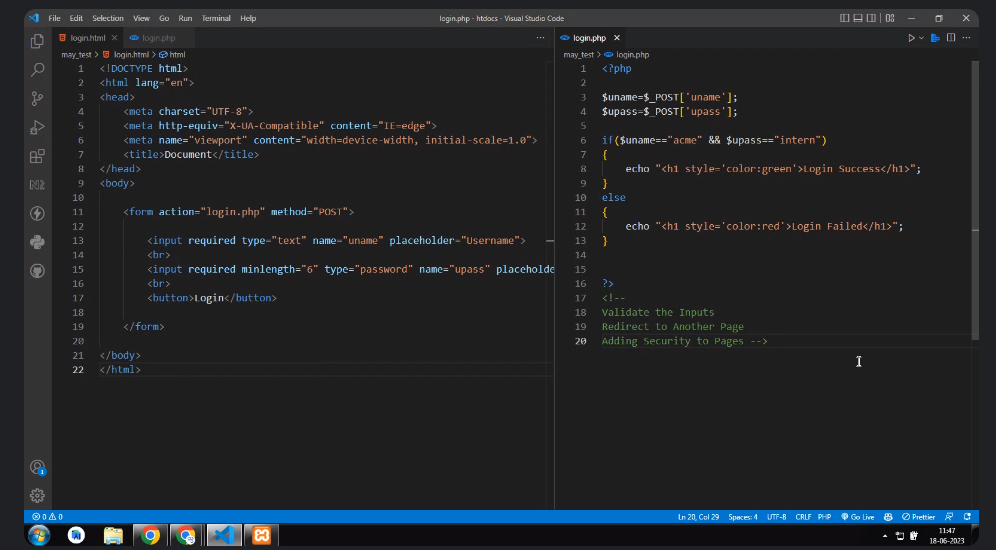 File Edit Selection View Go Run Terminal Help
login.php - htdocs - Visual Studio Code
login.html
login.php
may_test > login.html > html
1 <!DOCTYPE html>
2 <html lang="en">
3 <head>
4 <meta charset="UTF-8">
5 <meta http-equiv="X-UA-Compatible" content="IE=edge">
6 <meta name="viewport" content="width=device-width, initial-scale=1.0">
7 <title>Document</title>
8 </head>
9 <body>
10
11 <form action="login.php" method="POST">
12
13 <input required type="text" name="uname" placeholder="Username">
14 <br>
15 <input required minlength="6" type="password" name="upass" placeholde
16 <br>
17 <button>Login</button>
18
19 </form>
20
21 </body>
22 </html>
login.php
may_test > login.php
1 <?php
2
3 $uname=$_POST['uname'];
4 $upass=$_POST['upass'];
5
6 if($uname=="acme" && $upass=="intern")
7 {
8 echo "<h1 style='color:green'>Login Success</h1>";
9 }
10 else
11 {
12 echo "<h1 style='color:red'>Login Failed</h1>";
13 }
14
15
16 ?>
17 <!--
18 Validate the Inputs
19 Redirect to Another Page
20 Adding Security to Pages -->
1
0 0
Ln 20, Col 29 Spaces: 4 UTF-8 CRLF PHP Go Live Prettier
11:47
18-06-2023